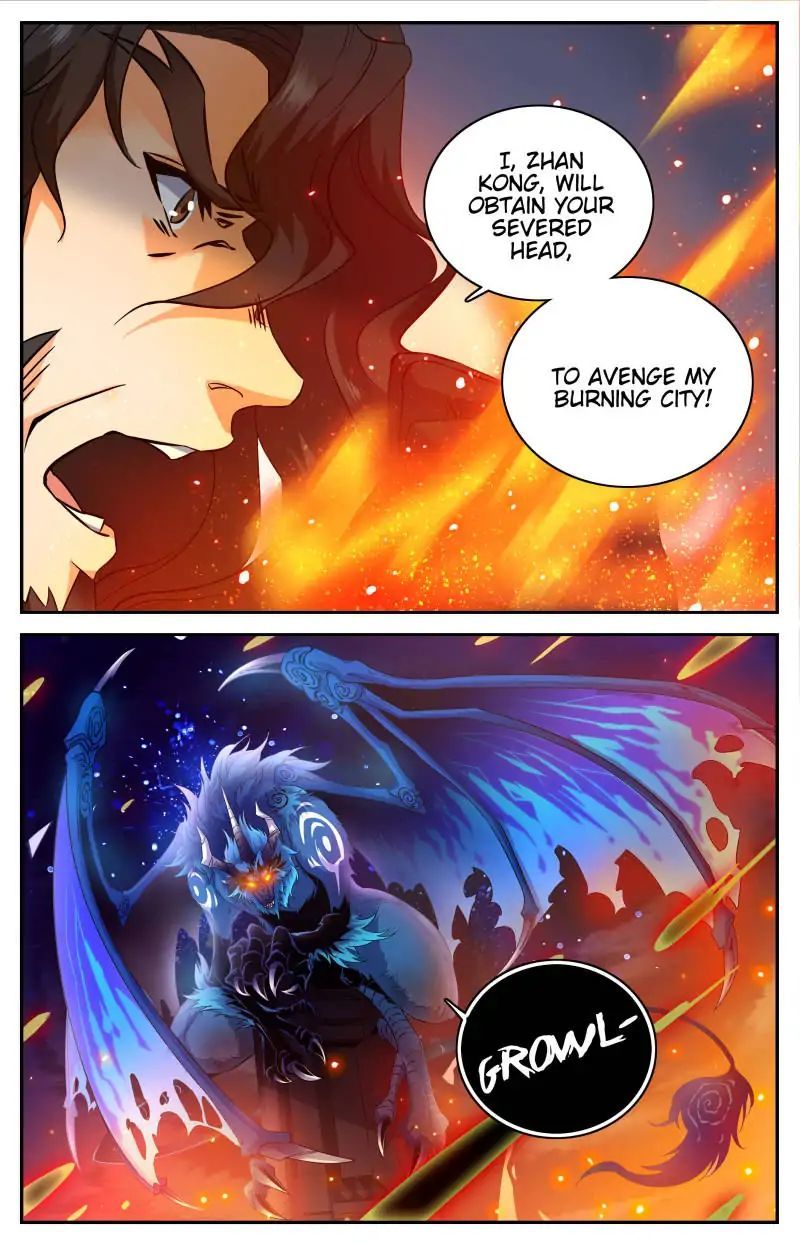 I, ZHAN
KONG, WILL
OBTAIN YOUR
SEVERED
HEAD,
TO AVENGE MY
BURNING CITY!
GROWL-